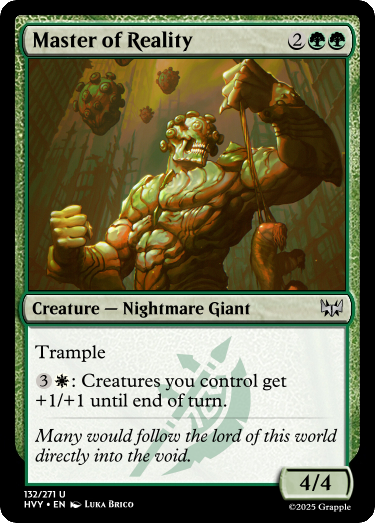 Master of Reality 2
Creature — Nightmare Giant
Trample
3 : Creatures you control get
+1/+1 until end of turn.
Many would follow the lord of this world
directly into the void.
4/4
132/271 U
HVY • EN Luka Brico
©2025 Grapple